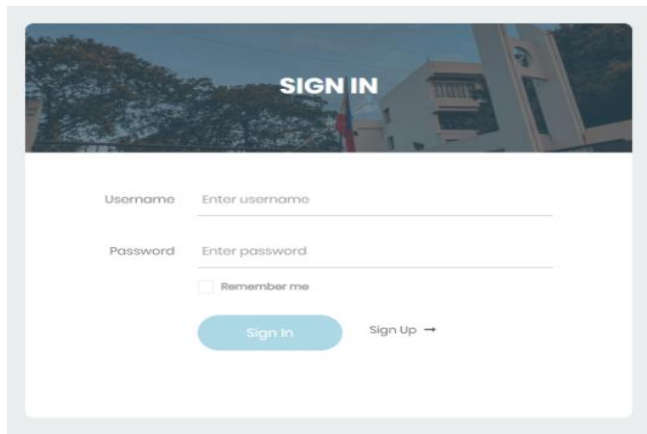 SIGN IN
Username Enter username
Password Enter password
Remember me
Sign In Sign Up →